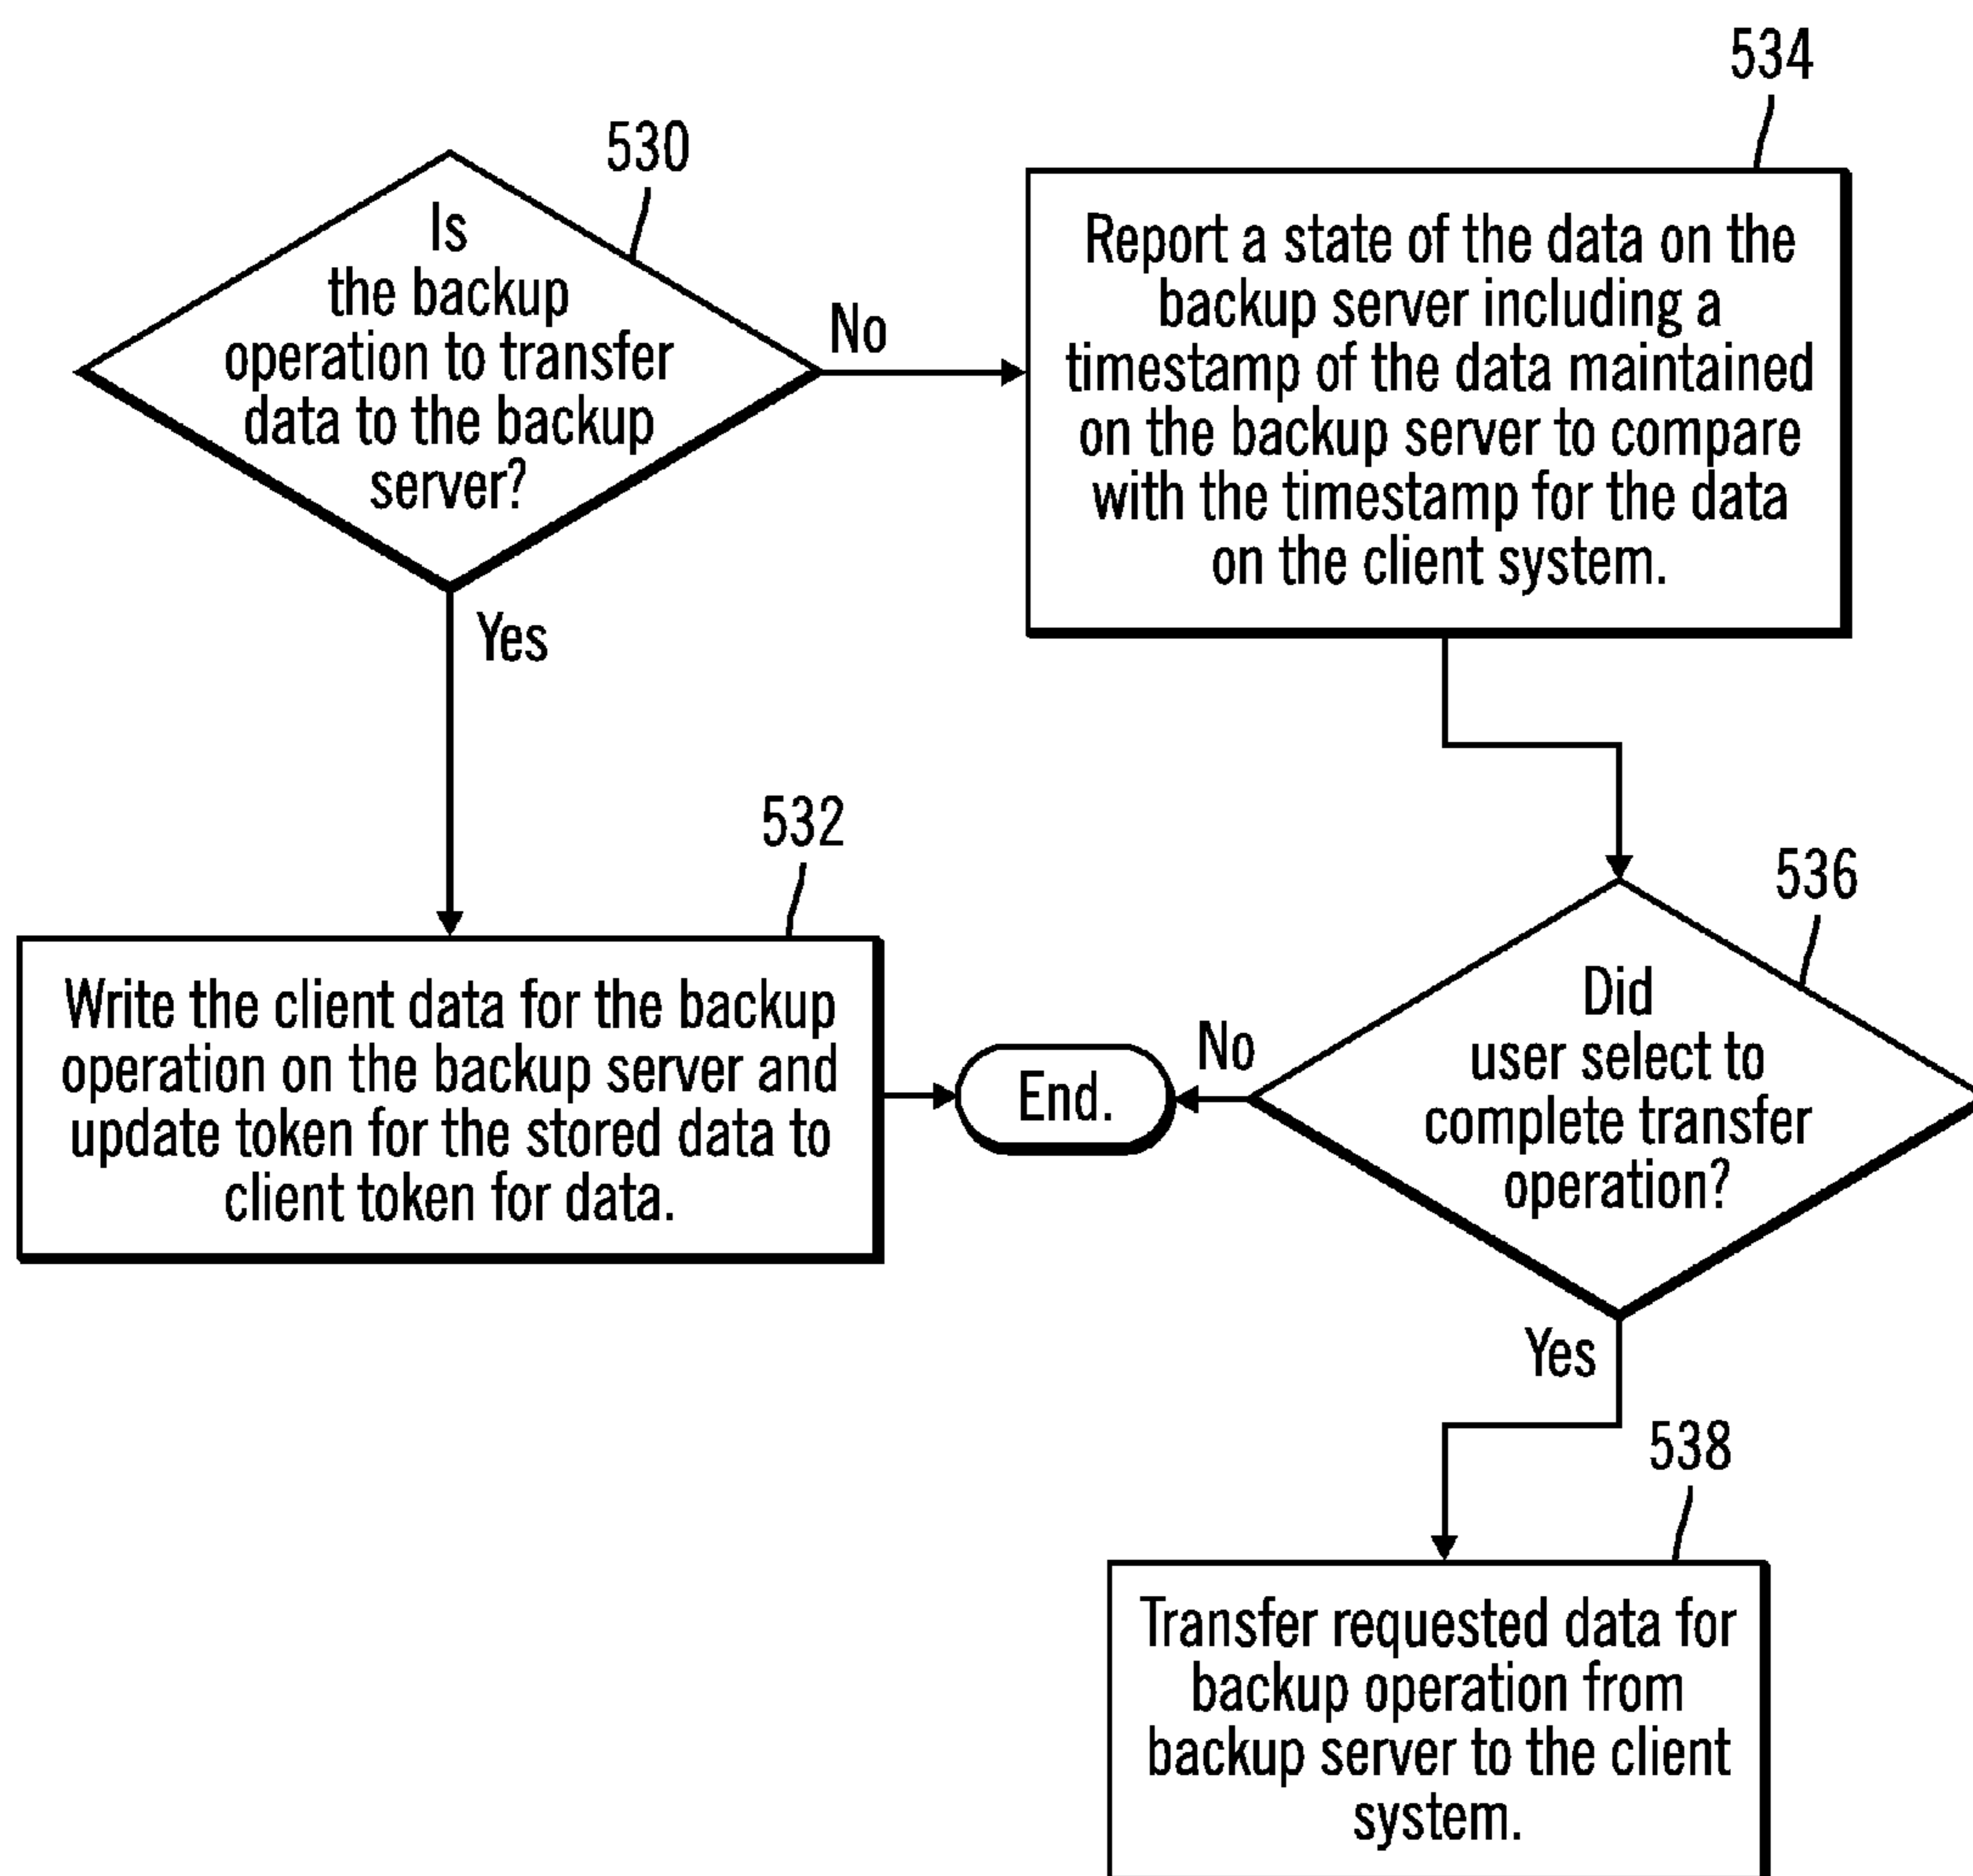 530
Is
the backup
operation to transfer
data to the backup
server?
No
Yes
534
Report a state of the data on the
backup server including a
timestamp of the data maintained
on the backup server to compare
with the timestamp for the data
on the client system.
532
Write the client data for the backup
operation on the backup server and
update token for the stored data to
client token for data.
End.
No
536
Did
user select to
complete transfer
operation?
Yes
538
Transfer requested data for
backup operation from
backup server to the client
system.